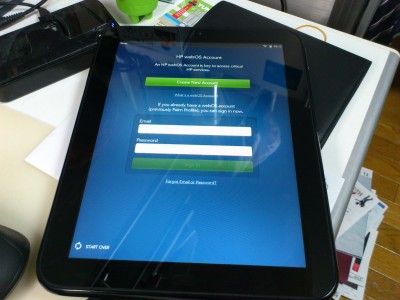 HP webOS Account
An HP webOS Account is key to access critical
HP services.
Create New Account
What is a webOS Account?
If you already have a webOS account
(previously Palm Profile), you can sign in now.
Email
Password
Forgot Email or Password?
START OVER